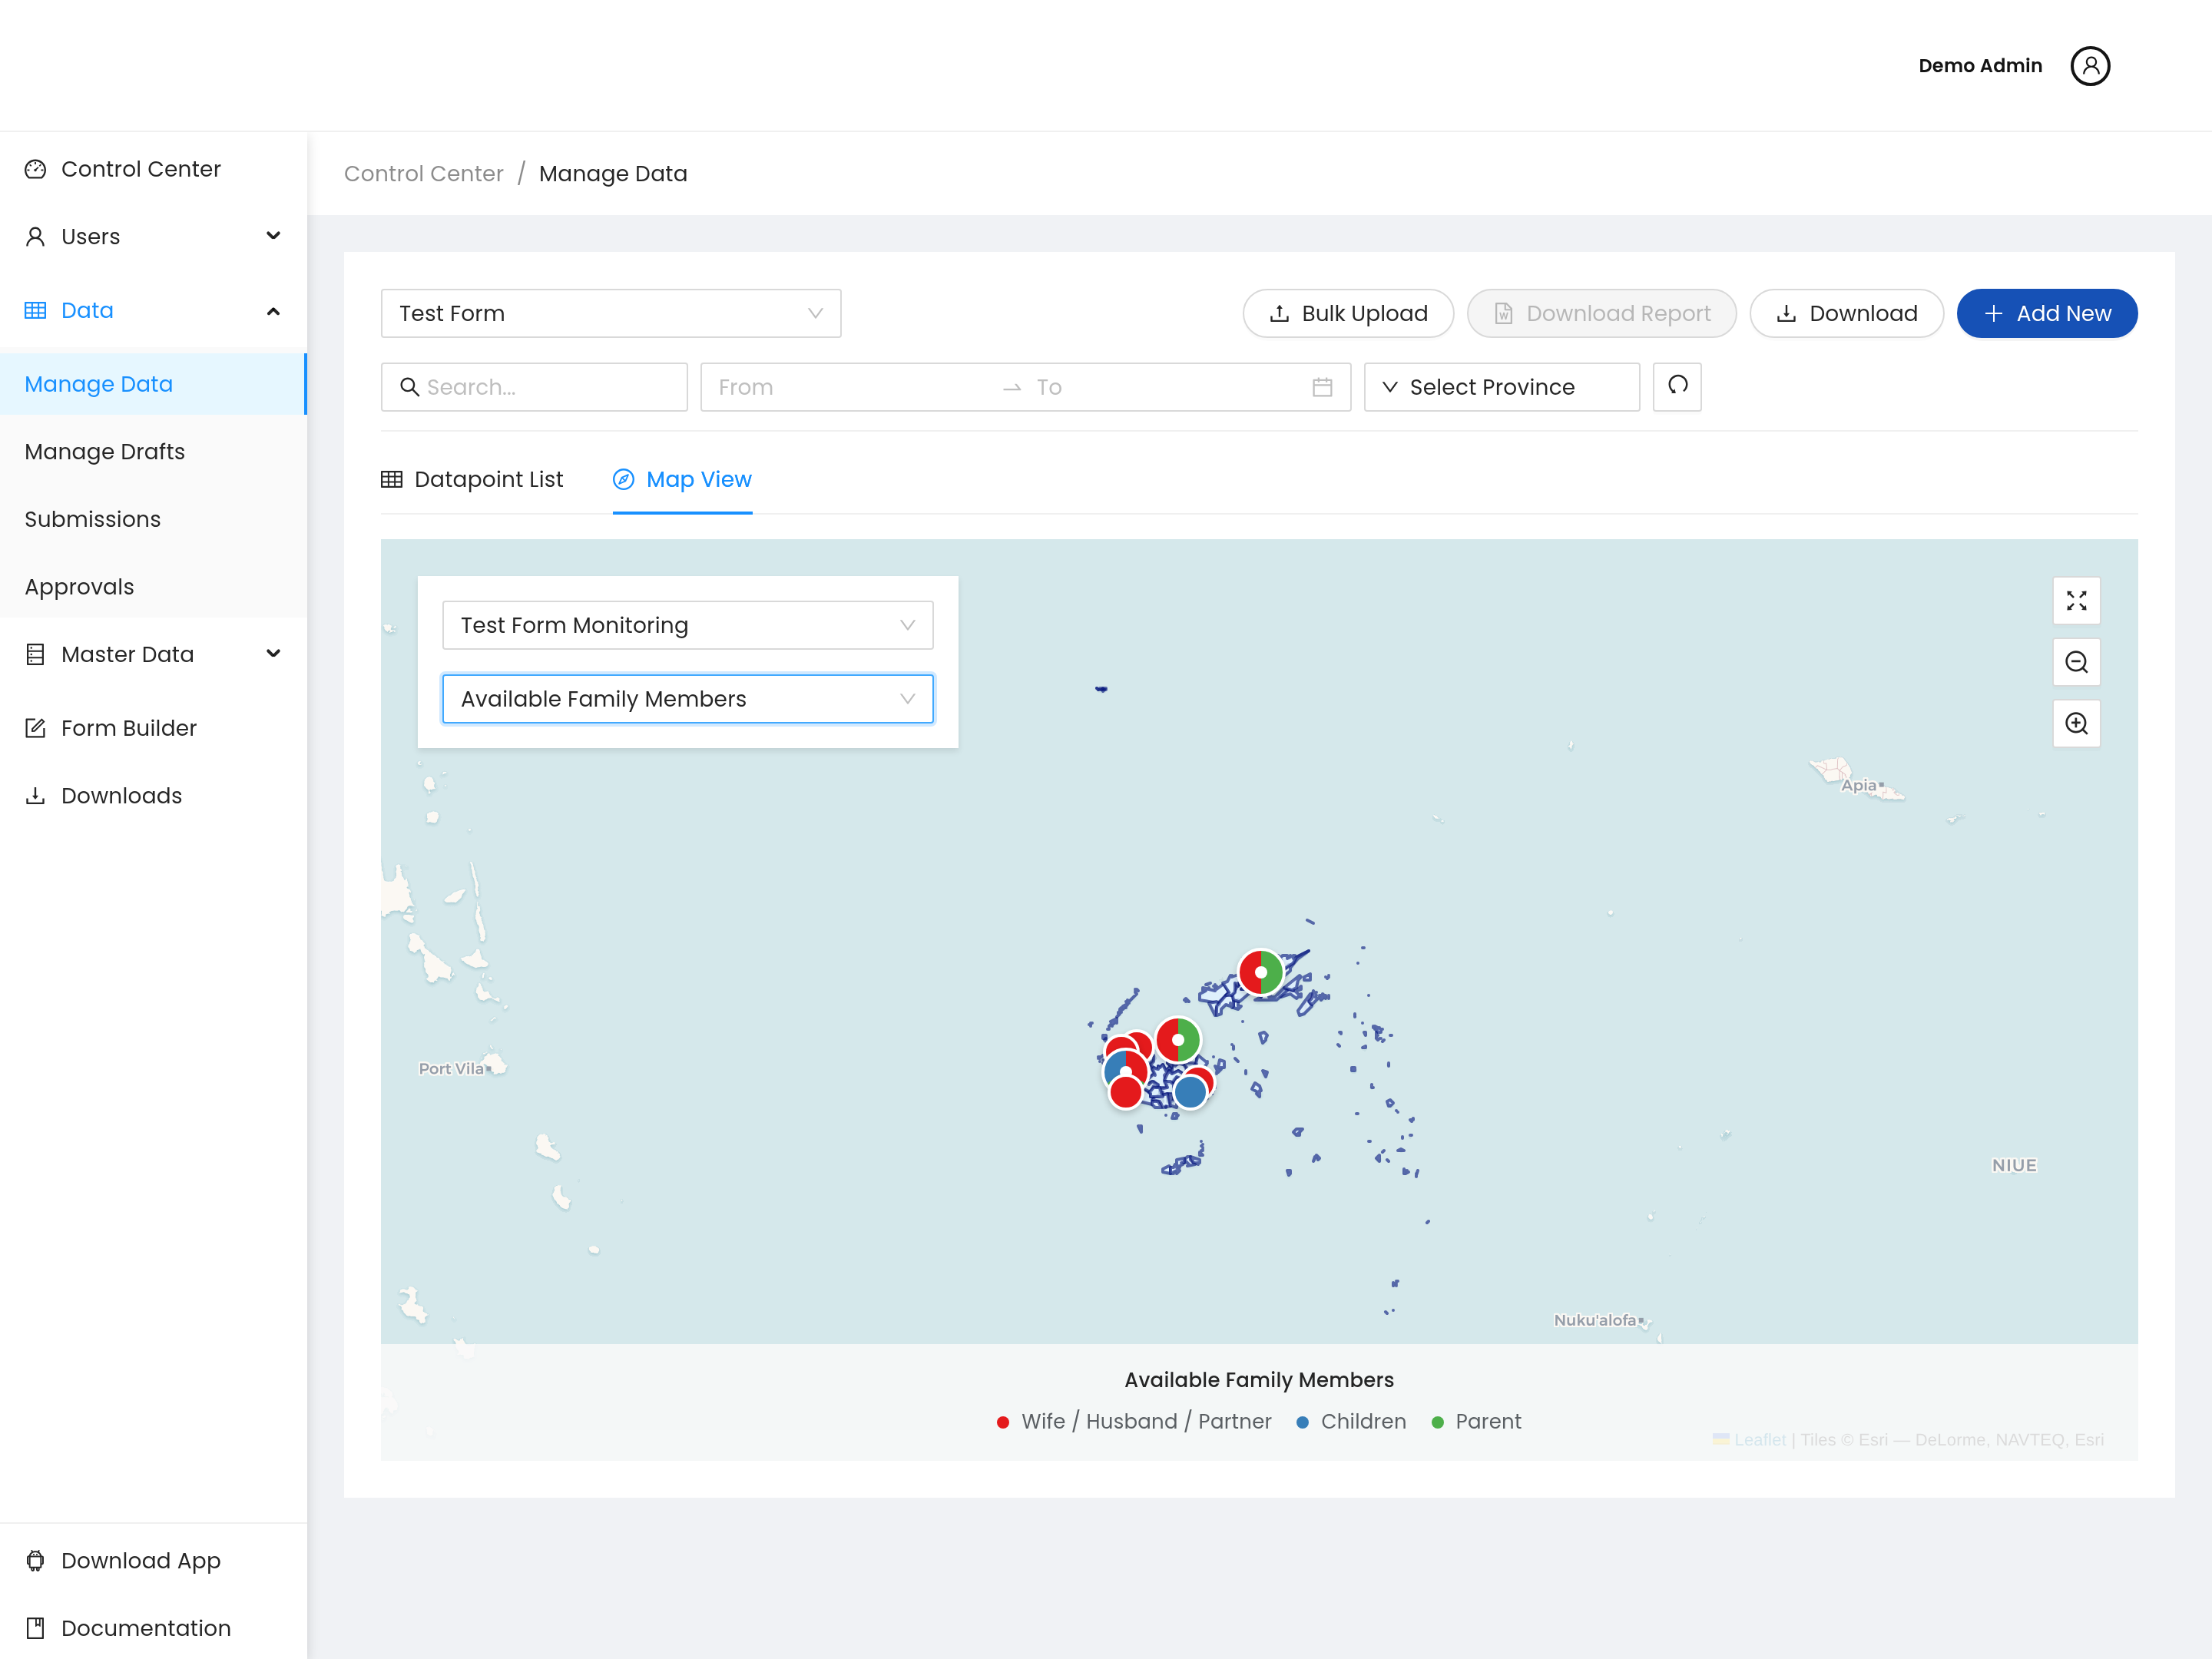 Demo Admin
Control Center
Users
Data
Manage Data
Manage Drafts
Submissions
Approvals
Master Data
Form Builder
Downloads
Download App
Documentation
Control Center / Manage Data
Test Form
Bulk Upload
Download Report
Download
Add New
Search...
From
To
Select Province
Datapoint List
Map View
Test Form Monitoring
Available Family Members
Apia
Port Vila
NIUE
Nuku'alofa
Available Family Members
Wife / Husband / Partner
Children
Parent
Leaflet | Tiles © Esri — DeLorme, NAVTEQ, Esri